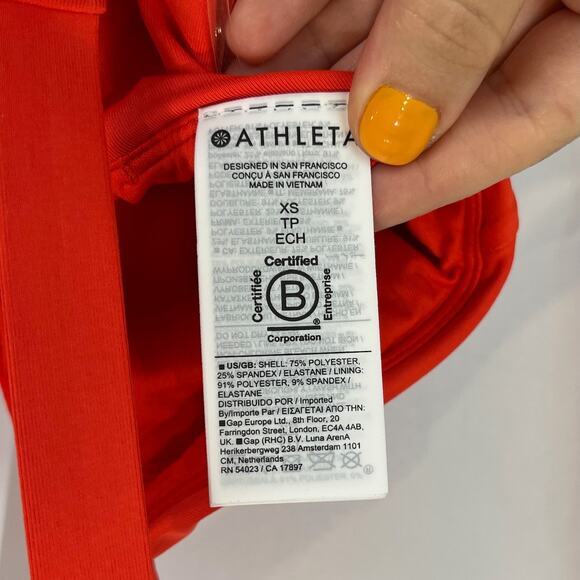 ATHLETA
DESIGNED IN SAN FRANCISCO
CONÇU À SAN FRANCISCO
MADE IN VIETNAM
XS
TP
ECH
Certified
Certifiée
B
Entreprise
®
Corporation
■ US/GB: SHELL: 75% POLYESTER,
25% SPANDEX / ELASTANE / LINING:
91% POLYESTER, 9% SPANDEX /
ELASTANE
DISTRIBUIDO POR / Imported
By/Importe Par / ΕΙΣΑΓΕΤΑΙ ΑΠΟ ΤΗΝ:
■ Gap Europe Ltd., 8th Floor, 20
Farringdon Street, London, EC4A 4AB,
UK. ■ Gap (RHC) B.V. Luna ArenA
Herikerbergweg 238 Amsterdam 1101
CM, Netherlands
RN 54023 / CA 17897